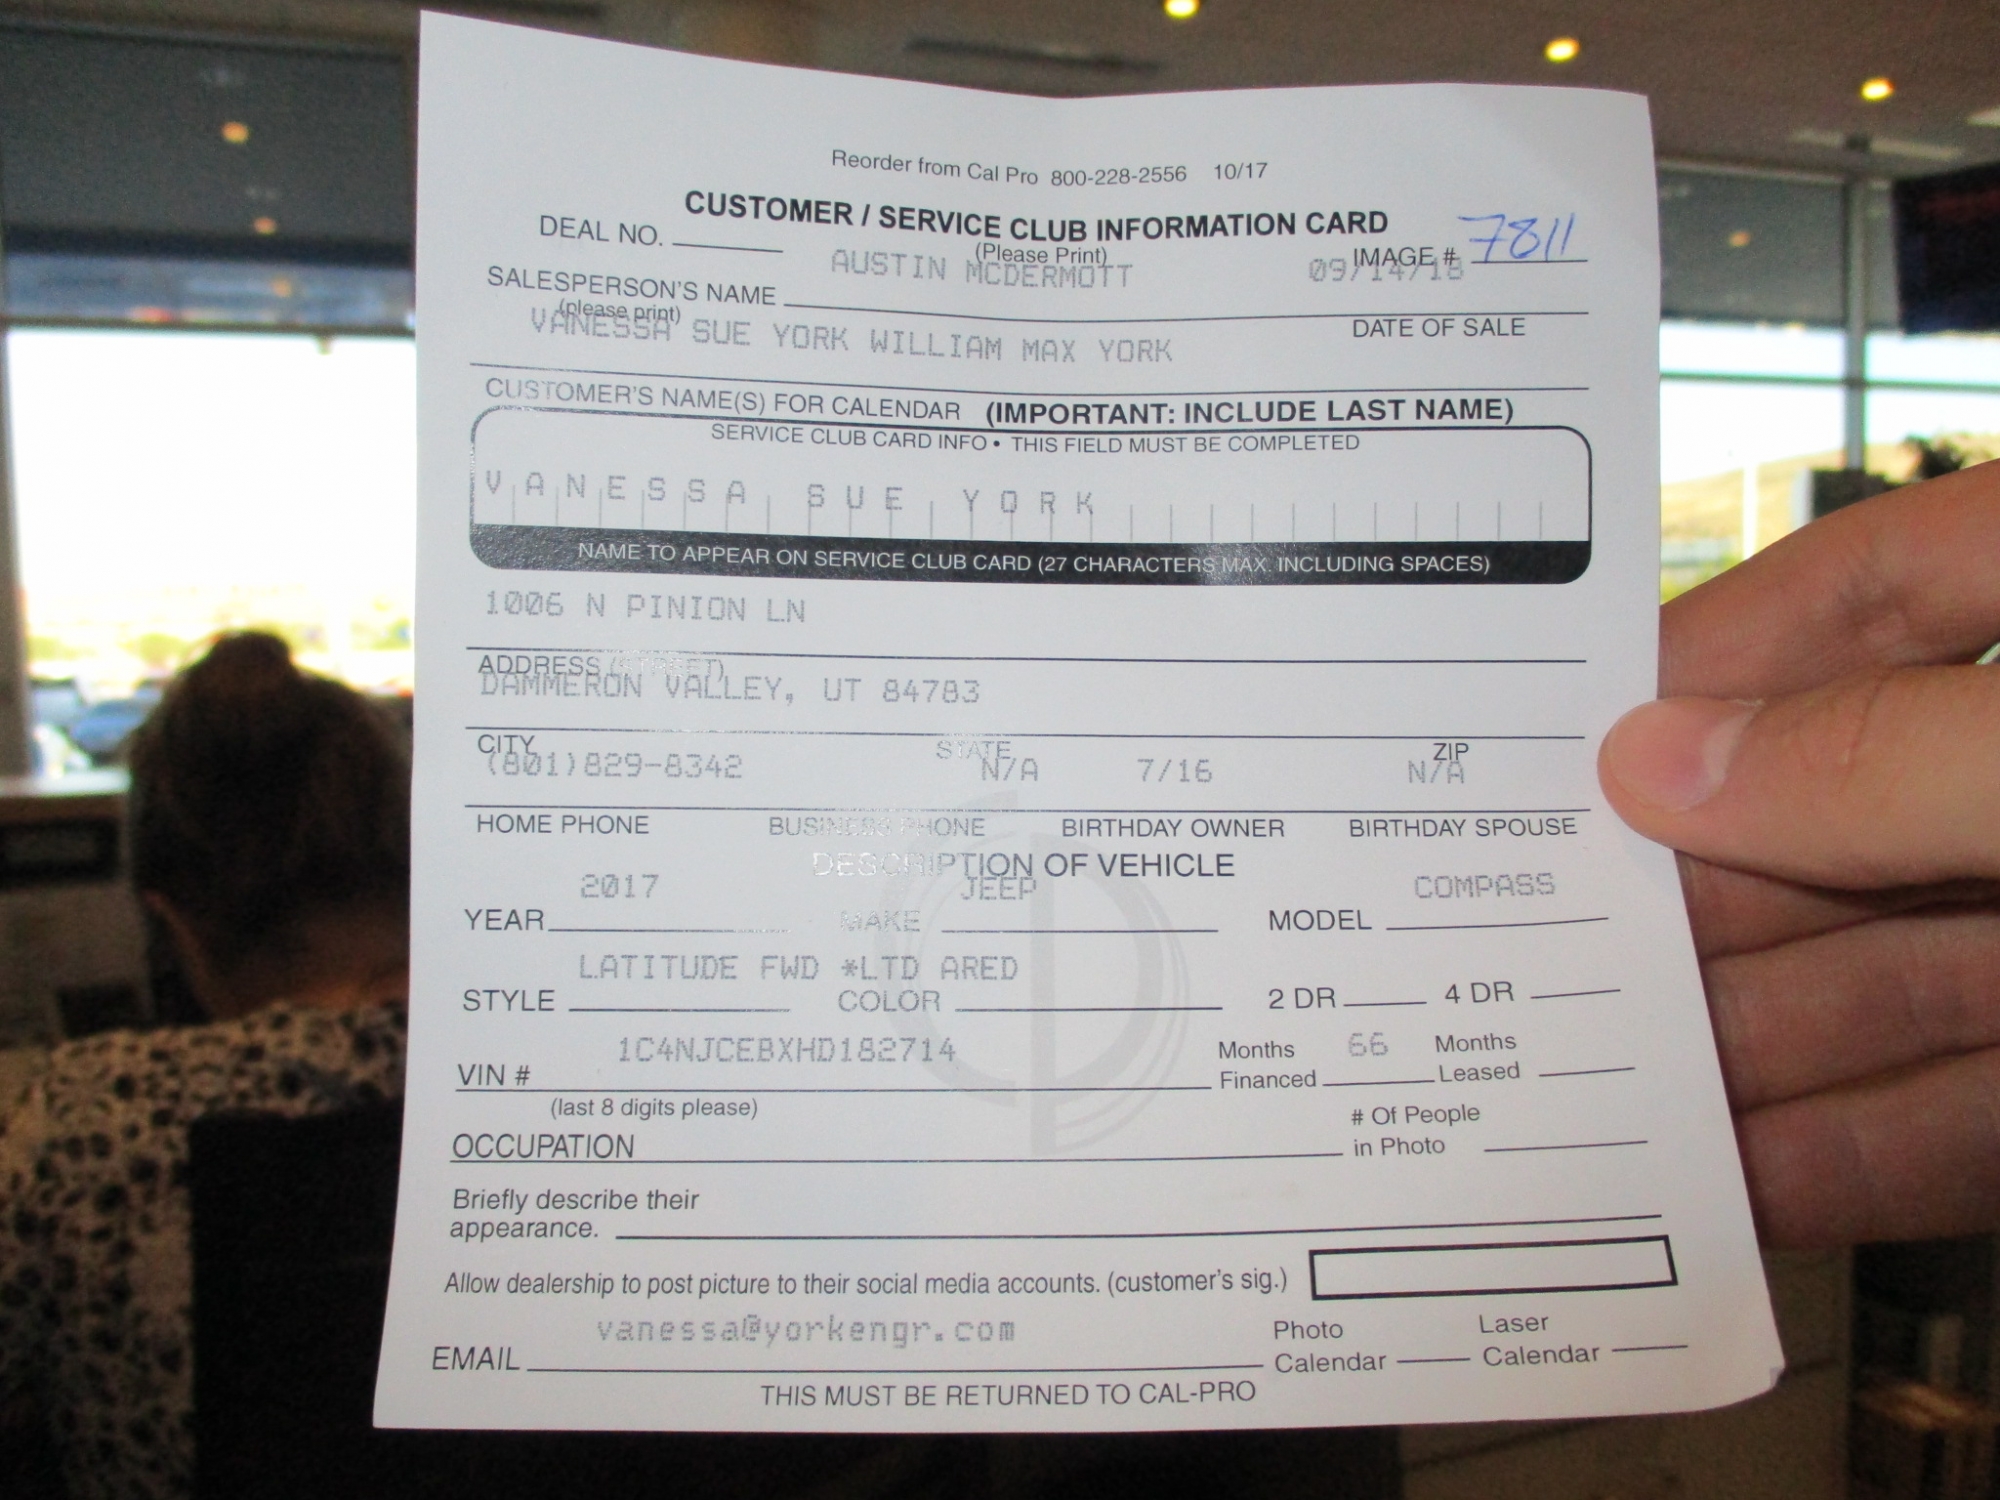 Reorder from Cal Pro 800-228-2556 10/17
CUSTOMER / SERVICE CLUB INFORMATION CARD
(Please Print)
DEAL NO. IMAGE # 7811
AUSTIN MCDERMOTT 09/14/18
SALESPERSON'S NAME
(please print) DATE OF SALE
VANESSA SUE YORK WILLIAM MAX YORK
CUSTOMER'S NAME(S) FOR CALENDAR (IMPORTANT: INCLUDE LAST NAME)
SERVICE CLUB CARD INFO • THIS FIELD MUST BE COMPLETED
VANESSA SUE YORK
NAME TO APPEAR ON SERVICE CLUB CARD (27 CHARACTERS MAX. INCLUDING SPACES)
1006 N PINION LN
ADDRESS (STREET)
DAMMERON VALLEY, UT 84783
CITY STATE ZIP
(801)829-8342 N/A 7/16 N/A
HOME PHONE BUSINESS PHONE BIRTHDAY OWNER BIRTHDAY SPOUSE
DESCRIPTION OF VEHICLE
2017 JEEP COMPASS
YEAR MAKE MODEL
LATITUDE FWD *LTD ARED
STYLE COLOR 2 DR 4 DR
1C4NJCEBXHD182714 Months 66 Months
VIN # Financed Leased
(last 8 digits please) # Of People
OCCUPATION in Photo
Briefly describe their
appearance.
Allow dealership to post picture to their social media accounts. (customer's sig.)
vanessa@yorkengr.com Photo Laser
EMAIL Calendar Calendar
THIS MUST BE RETURNED TO CAL-PRO